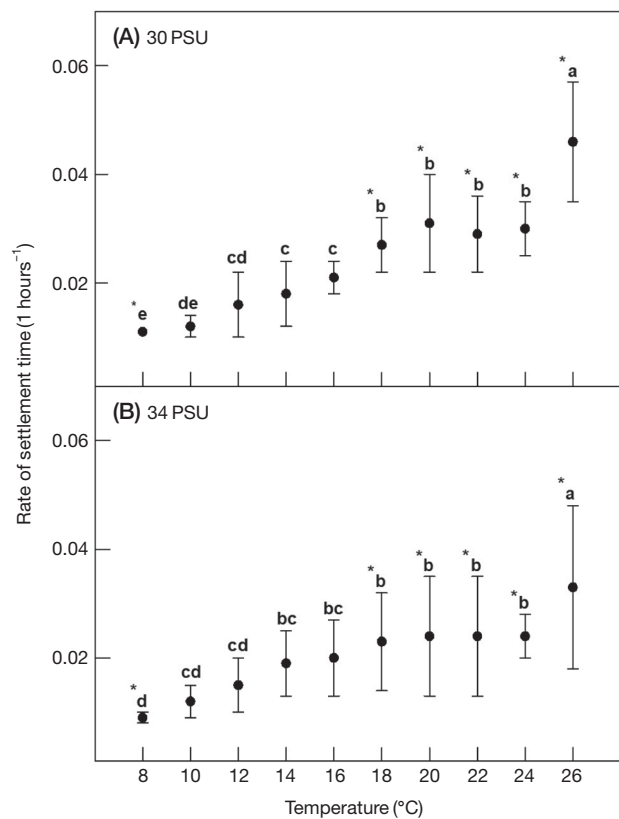 (A) 30 PSU
0.06
* a
* b
* b
* b
* b
0.04
cd
c
c
0.02
* e
de
(B) 34 PSU
0.06
* a
* b
* b
* b
0.04
* b
bc
bc
cd
cd
0.02
* d
8 10 12 14 16 18 20 22 24 26
Temperature (°C)
Rate of settlement time (1 hours⁻¹)